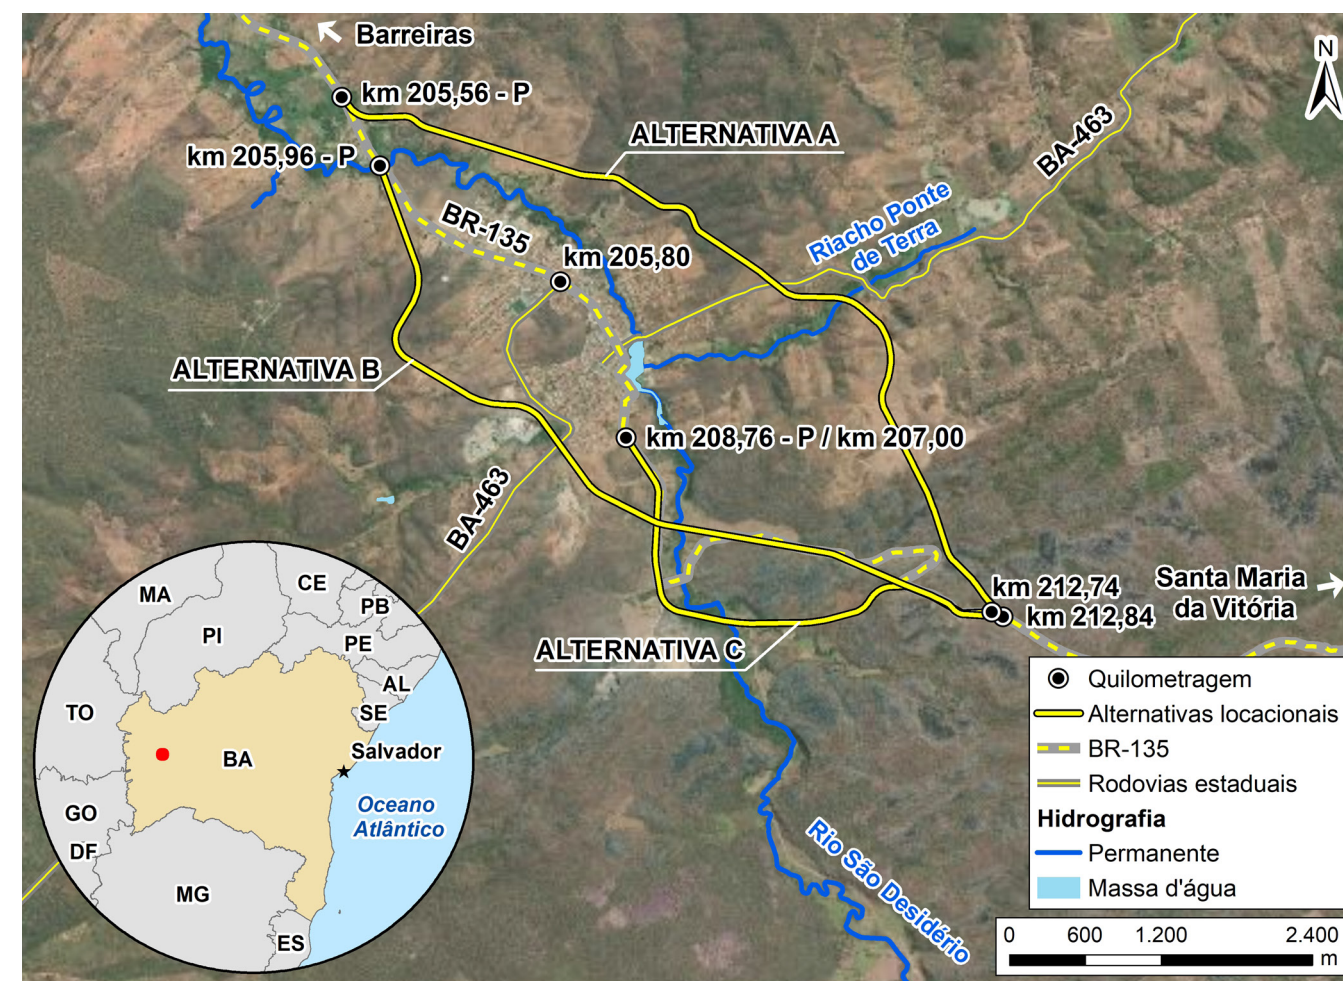 Barreiras
N
km 205,56 - P
ALTERNATIVA A
BA-463
km 205,96 - P
BR-135
Riacho Ponte
de Terra
km 205,80
ALTERNATIVA B
km 208,76 - P / km 207,00
BA-463
Santa Maria
da Vitória
km 212,74
km 212,84
ALTERNATIVA C
MA
CE
PB
PI
PE
AL
TO
SE
BA
Salvador
GO
Oceano
Atlântico
DF
MG
ES
Rio São Desidério
Quilometragem
Alternativas locacionais
BR-135
Rodovias estaduais
Hidrografia
Permanente
Massa d'água
0 600 1.200 2.400
m